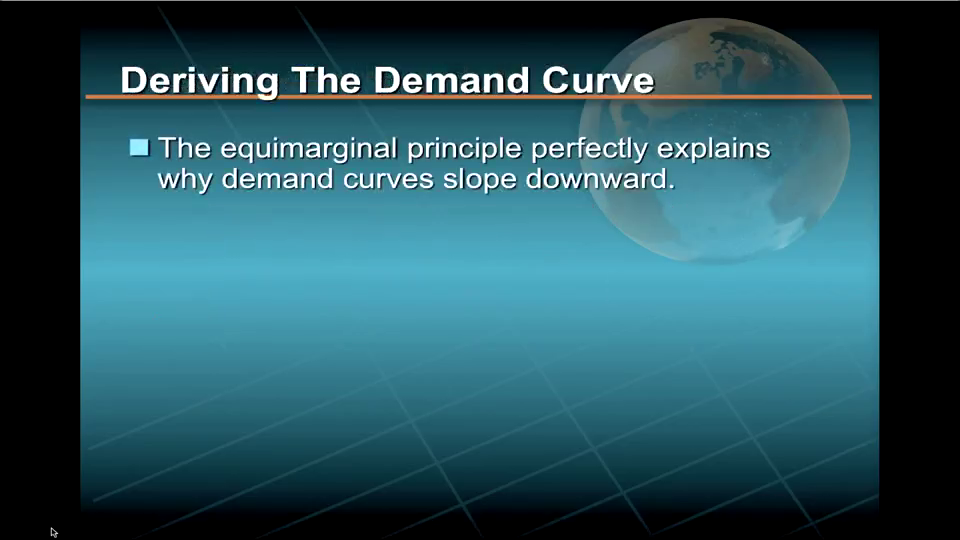 Deriving The Demand Curve
The equimarginal principle perfectly explains
why demand curves slope downward.